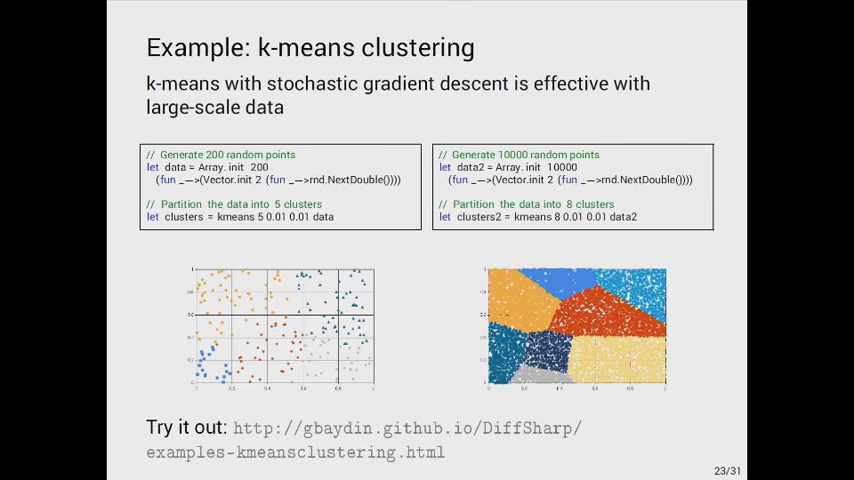 Example: k-means clustering
k-means with stochastic gradient descent is effective with
large-scale data
// Generate 200 random points
let data = Array. init 200
(fun _—>(Vector.init 2 (fun _—>rnd.NextDouble())))
// Partition the data into 5 clusters
let clusters = kmeans 5 0.01 0.01 data
// Generate 10000 random points
let data2 = Array. init 10000
(fun _—>(Vector.init 2 (fun _—>rnd.NextDouble())))
// Partition the data into 8 clusters
let clusters2 = kmeans 8 0.01 0.01 data2
Try it out: http://gbaydin.github.io/DiffSharp/
examples-kmeansclustering.html
23/31